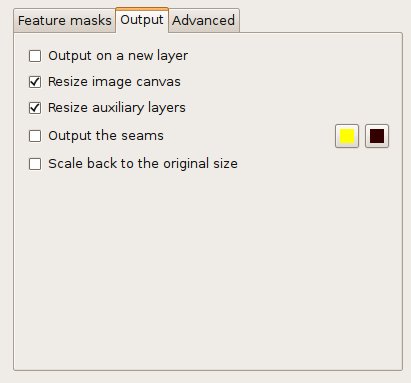 Feature masks Output Advanced
Output on a new layer
Resize image canvas
Resize auxiliary layers
Output the seams
Scale back to the original size